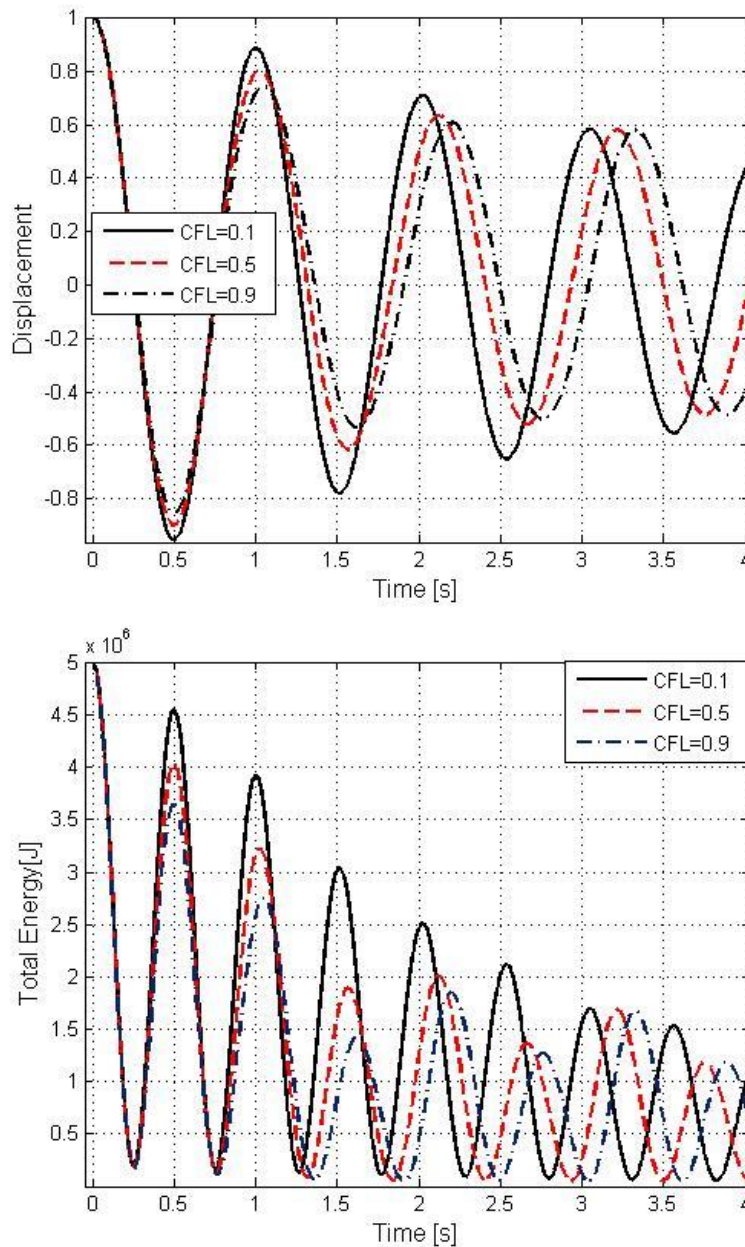 1
0.8
0.6
0.4
0.2
0
-0.2
-0.4
-0.6
-0.8
Displacement
CFL=0.1
CFL=0.5
CFL=0.9
0 0.5 1 1.5 2 2.5 3 3.5 4
Time [s]
x 10^6
5
4.5
4
3.5
3
2.5
2
1.5
1
0.5
Total Energy[J]
CFL=0.1
CFL=0.5
CFL=0.9
0 0.5 1 1.5 2 2.5 3 3.5 4
Time [s]